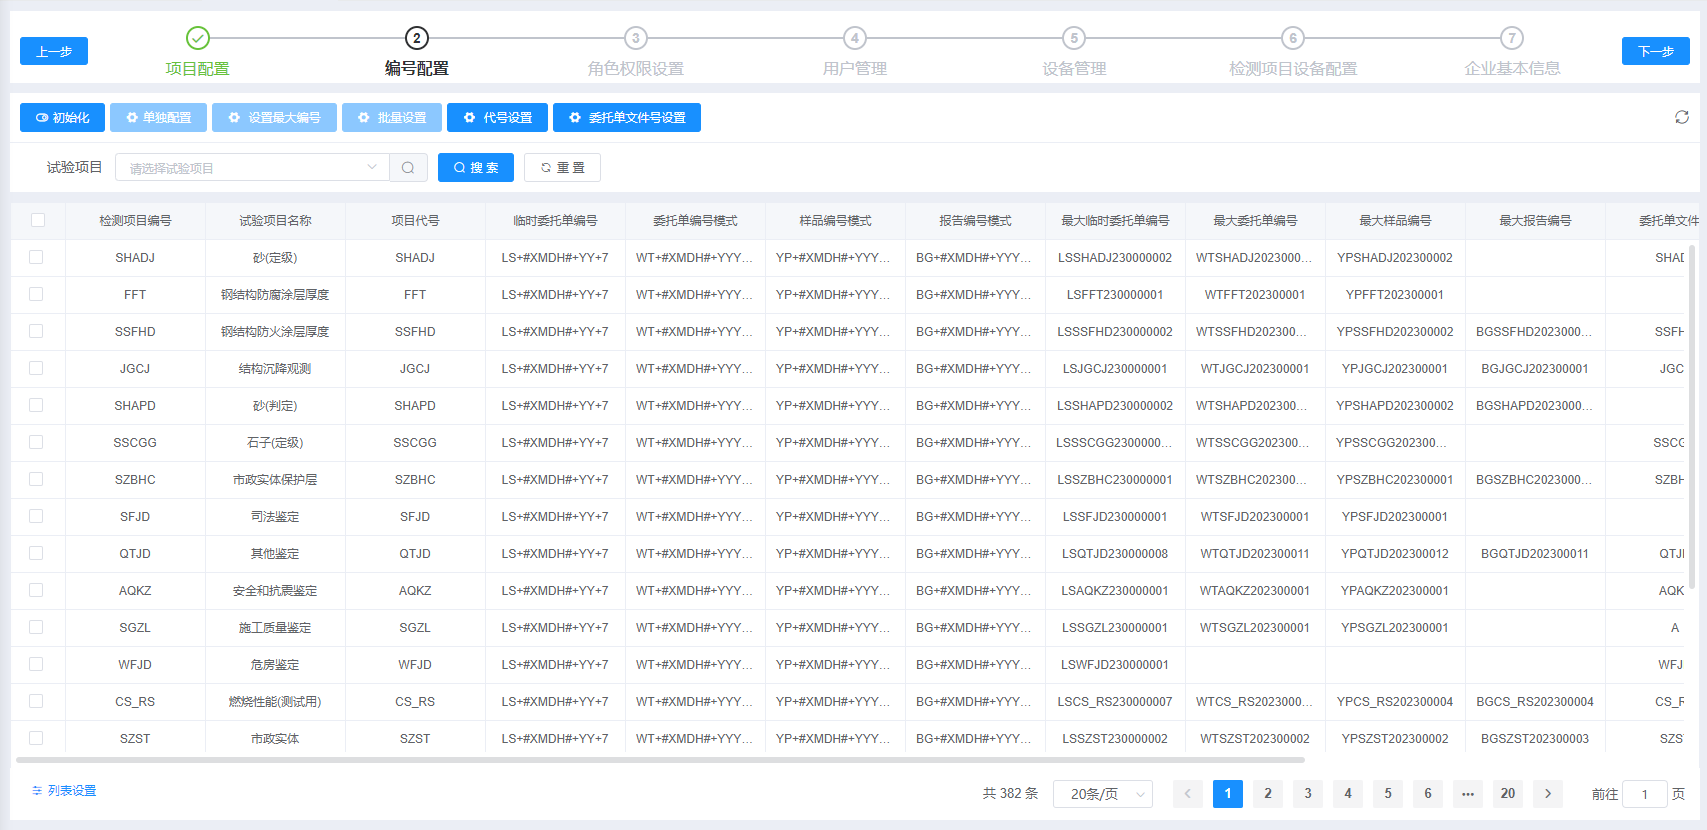 上一步
2 3 4 5 6 7
项目配置 编号配置 角色权限设置 用户管理 设备管理 检测项目设备配置 企业基本信息
下一步
初始化 单独配置 设置最大编号 批量设置 代号设置 委托单文件号设置
试验项目 请选择试验项目 搜 索 重 置
检测项目编号 试验项目名称 项目代号 临时委托单编号 委托单编号模式 样品编号模式 报告编号模式 最大临时委托单编号 最大委托单编号 最大样品编号 最大报告编号 委托单文件
SHADJ 砂(定级) SHADJ LS+#XMDH#+YY+7 WT+#XMDH#+YYY... YP+#XMDH#+YYY... BG+#XMDH#+YYY... LSSHADJ230000002 WTSHADJ2023000... YPSHADJ202300002 SHAD
FFT 钢结构防腐涂层厚度 FFT LS+#XMDH#+YY+7 WT+#XMDH#+YYY... YP+#XMDH#+YYY... BG+#XMDH#+YYY... LSFFT230000001 WTFFT202300001 YPFFT202300001
SSFHD 钢结构防火涂层厚度 SSFHD LS+#XMDH#+YY+7 WT+#XMDH#+YYY... YP+#XMDH#+YYY... BG+#XMDH#+YYY... LSSSFHD230000002 WTSSFHD202300... YPSSFHD202300002 BGSSFHD2023000... SSFH
JGCJ 结构沉降观测 JGCJ LS+#XMDH#+YY+7 WT+#XMDH#+YYY... YP+#XMDH#+YYY... BG+#XMDH#+YYY... LSJGCJ230000001 WTJGCJ202300001 YPJGCJ202300001 BGJGCJ202300001 JGC
SHAPD 砂(判定) SHAPD LS+#XMDH#+YY+7 WT+#XMDH#+YYY... YP+#XMDH#+YYY... BG+#XMDH#+YYY... LSSHAPD230000002 WTSHAPD202300... YPSHAPD202300002 BGSHAPD202300...
SSCGG 石子(定级) SSCGG LS+#XMDH#+YY+7 WT+#XMDH#+YYY... YP+#XMDH#+YYY... BG+#XMDH#+YYY... LSSSCGG2300000... WTSSCGG202300... YPSSCGG202300... SSCG
SZBHC 市政实体保护层 SZBHC LS+#XMDH#+YY+7 WT+#XMDH#+YYY... YP+#XMDH#+YYY... BG+#XMDH#+YYY... LSSZBHC230000001 WTSZBHC202300... YPSZBHC202300001 BGSZBHC2023000... SZBH
SFJD 司法鉴定 SFJD LS+#XMDH#+YY+7 WT+#XMDH#+YYY... YP+#XMDH#+YYY... BG+#XMDH#+YYY... LSSFJD230000001 WTSFJD202300001 YPSFJD202300001
QTJD 其他鉴定 QTJD LS+#XMDH#+YY+7 WT+#XMDH#+YYY... YP+#XMDH#+YYY... BG+#XMDH#+YYY... LSQTJD230000008 WTQTJD202300011 YPQTJD202300012 BGQTJD202300011 QTJ
AQKZ 安全和抗震鉴定 AQKZ LS+#XMDH#+YY+7 WT+#XMDH#+YYY... YP+#XMDH#+YYY... BG+#XMDH#+YYY... LSAQKZ230000001 WTAQKZ202300001 YPAQKZ202300001 AQK
SGZL 施工质量鉴定 SGZL LS+#XMDH#+YY+7 WT+#XMDH#+YYY... YP+#XMDH#+YYY... BG+#XMDH#+YYY... LSSGZL230000001 WTSGZL202300001 YPSGZL202300001 A
WFJD 危房鉴定 WFJD LS+#XMDH#+YY+7 WT+#XMDH#+YYY... YP+#XMDH#+YYY... BG+#XMDH#+YYY... LSWFJD230000001 WFJ
CS_RS 燃烧性能(测试用) CS_RS LS+#XMDH#+YY+7 WT+#XMDH#+YYY... YP+#XMDH#+YYY... BG+#XMDH#+YYY... LSCS_RS230000007 WTCS_RS2023000... YPCS_RS202300004 BGCS_RS202300004 CS_R
SZST 市政实体 SZST LS+#XMDH#+YY+7 WT+#XMDH#+YYY... YP+#XMDH#+YYY... BG+#XMDH#+YYY... LSSZST230000002 WTSZST202300002 YPSZST202300002 BGSZST202300003 SZS
列表设置 共 382 条 20条/页 1 2 3 4 5 6 ... 20 前往 1 页